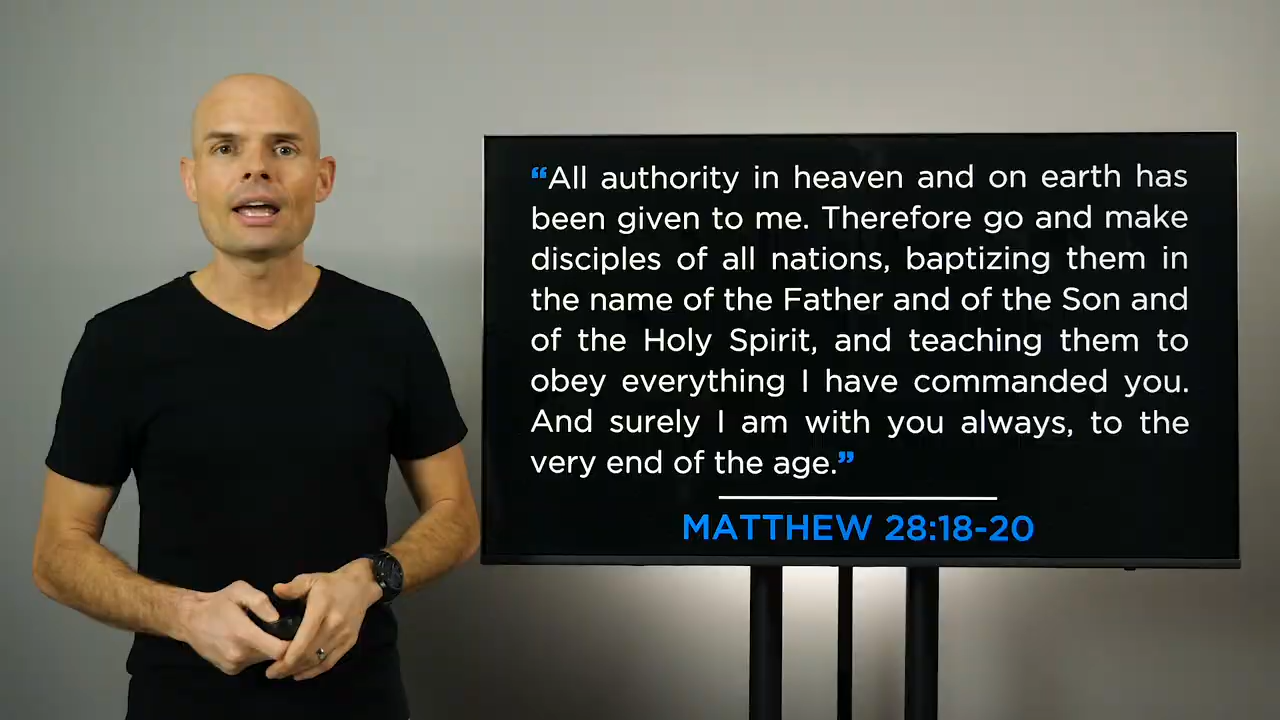 “All authority in heaven and on earth has
been given to me. Therefore go and make
disciples of all nations, baptizing them in
the name of the Father and of the Son and
of the Holy Spirit, and teaching them to
obey everything I have commanded you.
And surely I am with you always, to the
very end of the age.”
MATTHEW 28:18-20